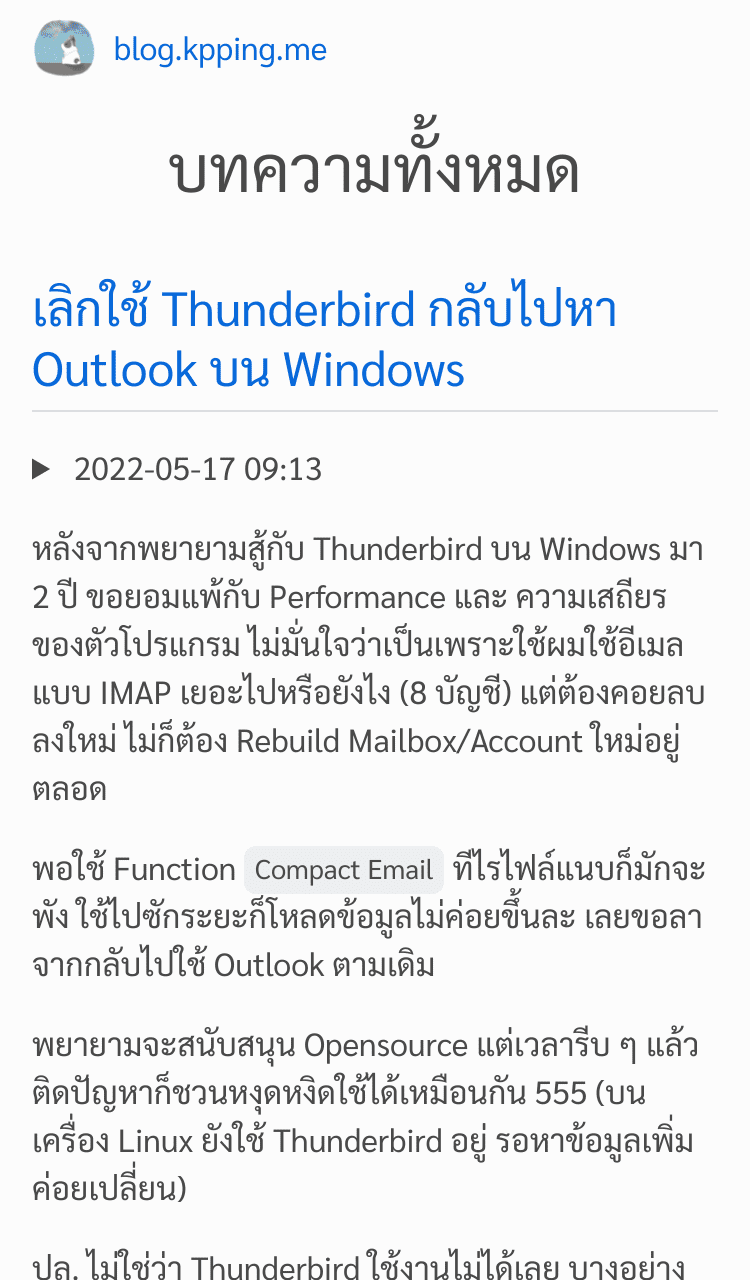 blog.kpping.me
บทความทั้งหมด
เลิกใช้ Thunderbird กลับไปหา
Outlook บน Windows
2022-05-17 09:13
หลังจากพยายามสู้กับ Thunderbird บน Windows มา
2 ปี ขอยอมแพ้กับ Performance และ ความเสถียร
ของตัวโปรแกรม ไม่มั่นใจว่าเป็นเพราะใช้ผมใช้อีเมล
แบบ IMAP เยอะไปหรือยังไง (8 บัญชี) แต่ต้องคอยลบ
ลงใหม่ ไม่ก็ต้อง Rebuild Mailbox/Account ใหม่อยู่
ตลอด
พอใช้ Function Compact Email ทีไรไฟล์แนบก็มักจะ
พัง ใช้ไปซักระยะก็โหลดข้อมูลไม่ค่อยขึ้นละ เลยขอลา
จากกลับไปใช้ Outlook ตามเดิม
พยายามจะสนับสนุน Opensource แต่เวลารีบ ๆ แล้ว
ติดปัญหาก็ชวนหงุดหงิดใช้ได้เหมือนกัน 555 (บน
เครื่อง Linux ยังใช้ Thunderbird อยู่ รอหาข้อมูลเพิ่ม
ค่อยเปลี่ยน)
ปล. ไม่ใช่ว่า Thunderbird ใช้งานไม่ได้เลย บางอย่าง